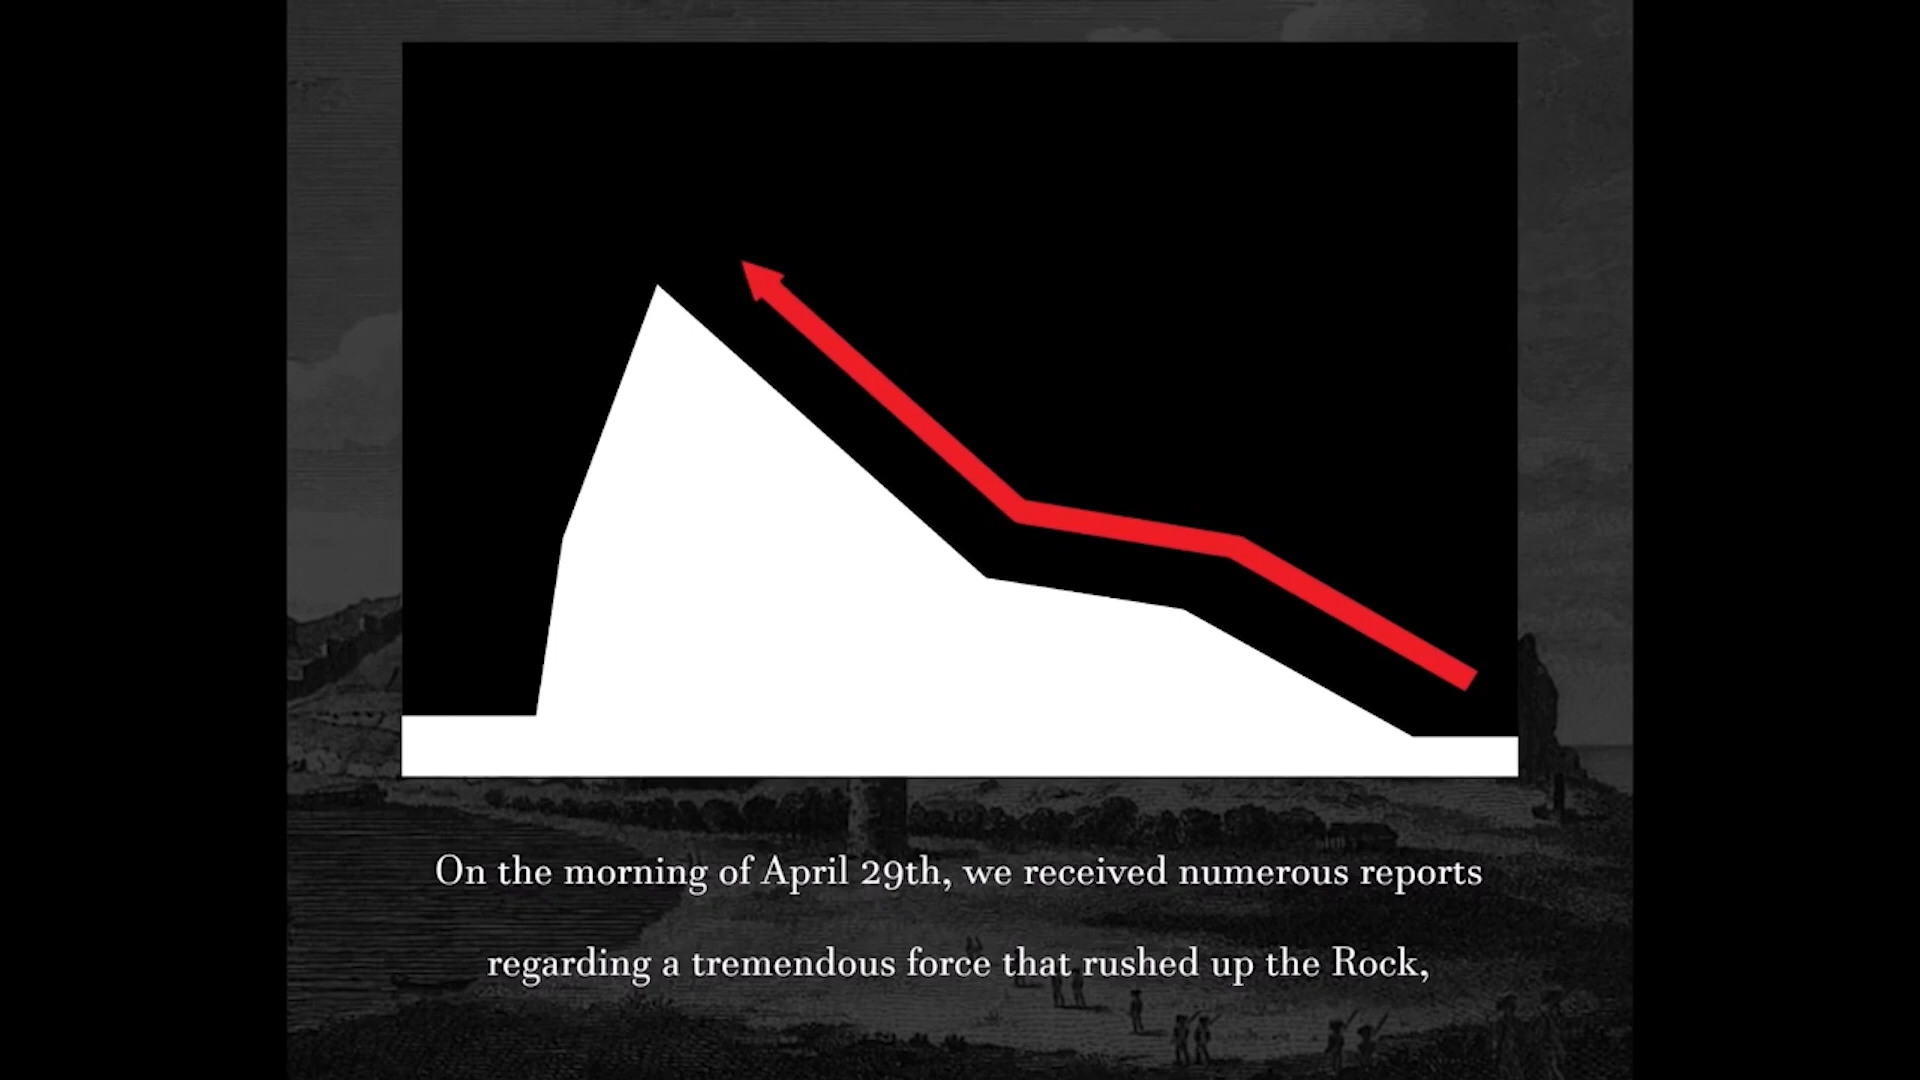 On the morning of April 29th, we received numerous reports
regarding a tremendous force that rushed up the Rock,